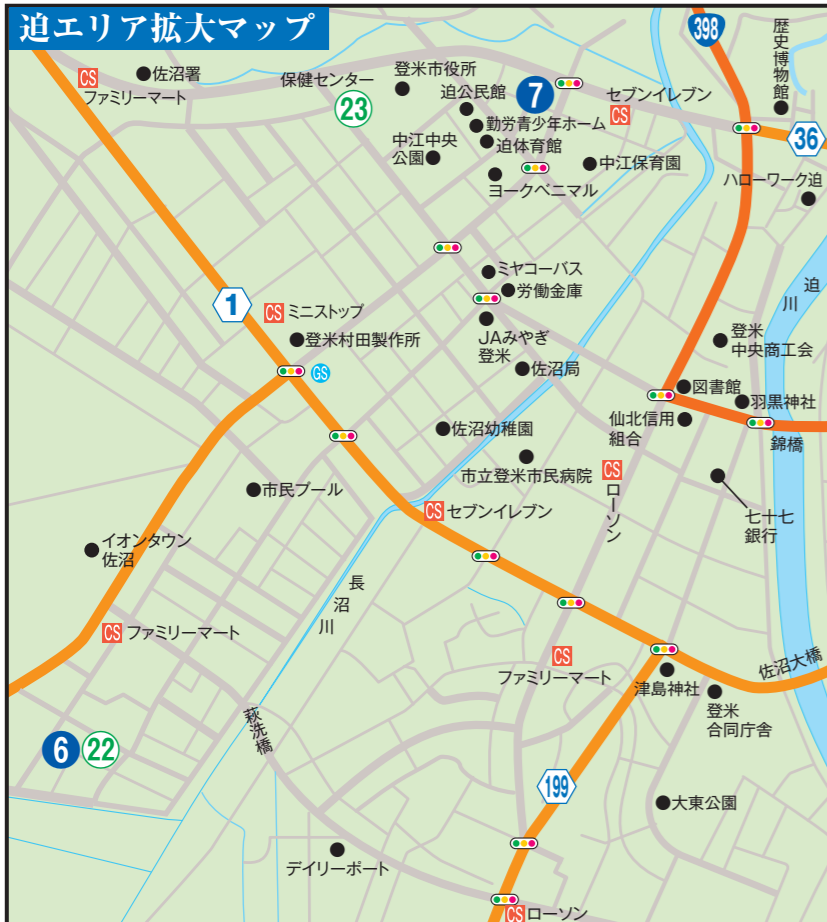 迫エリア拡大マップ
398
歴史博物館
佐沼署
CS
ファミリーマート
保健センター
23
登米市役所
迫公民館
7
セブンイレブン
CS
勤労青少年ホーム
迫体育館
中江中央
公園
中江保育園
ヨークベニマル
36
ハローワーク迫
迫川
ミヤコーバス
労働金庫
1
CS ミニストップ
登米村田製作所
JAみやぎ
登米
登米
中央商工会
GS
佐沼局
図書館
羽黒神社
仙北信用
組合
錦橋
佐沼幼稚園
市立登米市民病院
CS
ローソン
市民プール
CS セブンイレブン
七十七
銀行
イオンタウン
佐沼
長沼川
CS ファミリーマート
CS
ファミリーマート
津島神社
佐沼大橋
登米
合同庁舎
6
22
萩洗橋
199
大東公園
デイリーポート
CS ローソン